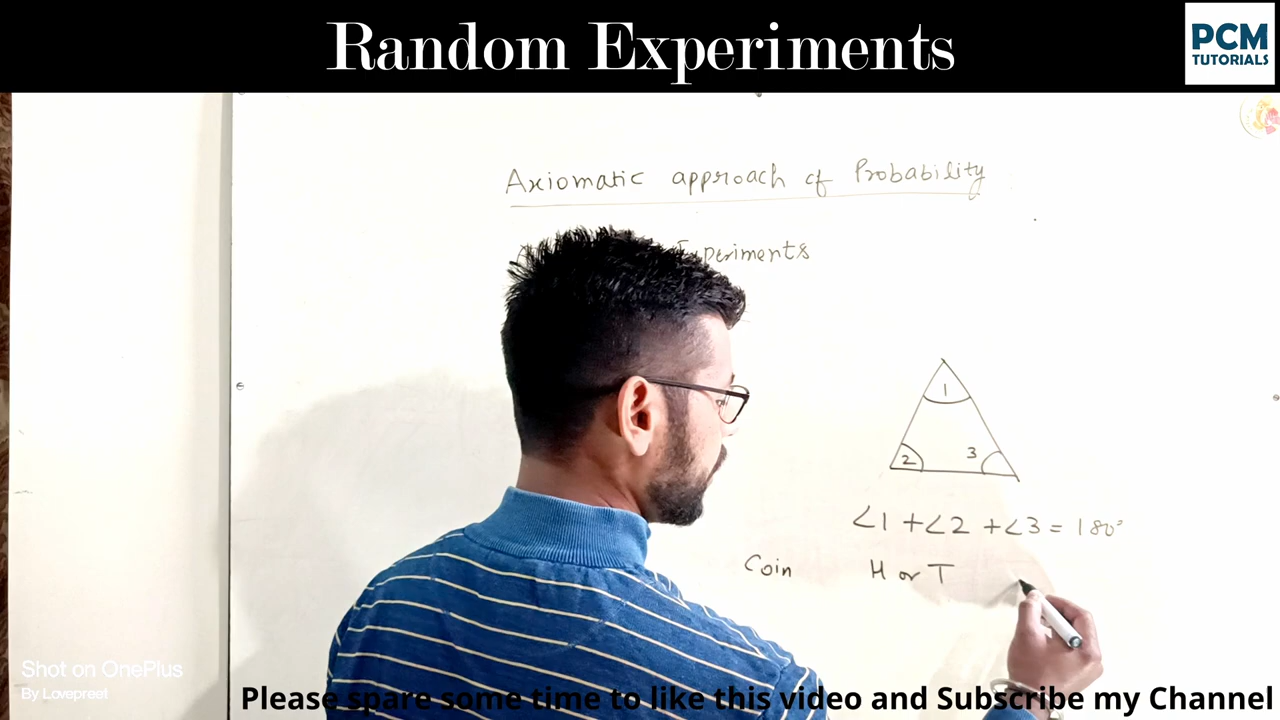 Random Experiments
PCM
TUTORIALS
Axiomatic approach of Probability
Experiments
1
2 3
∠1 + ∠2 + ∠3 = 180°
Coin H or T
Shot on OnePlus
By Lovepreet
Please spare some time to like this video and Subscribe my Channel